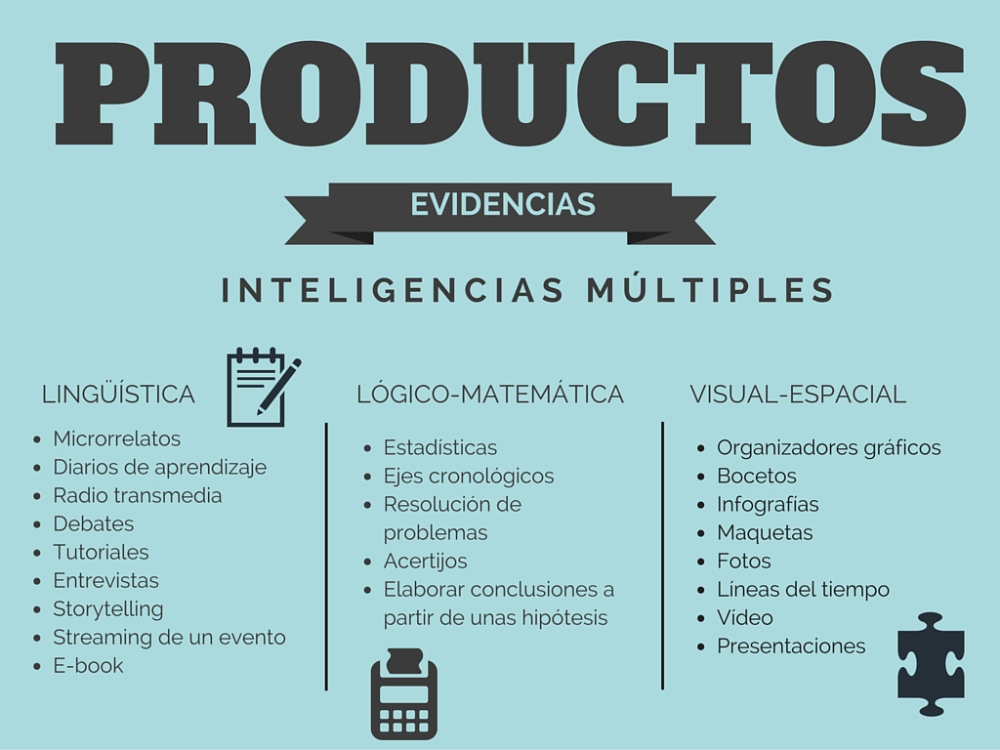 PRODUCTOS
EVIDENCIAS
INTELIGENCIAS MÚLTIPLES
LINGÜÍSTICA
• Microrrelatos
• Diarios de aprendizaje
• Radio transmedia
• Debates
• Tutoriales
• Entrevistas
• Storytelling
• Streaming de un evento
• E-book
LÓGICO-MATEMÁTICA
• Estadísticas
• Ejes cronológicos
• Resolución de
problemas
• Acertijos
• Elaborar conclusiones a
partir de unas hipótesis
VISUAL-ESPACIAL
• Organizadores gráficos
• Bocetos
• Infografías
• Maquetas
• Fotos
• Líneas del tiempo
• Vídeo
• Presentaciones